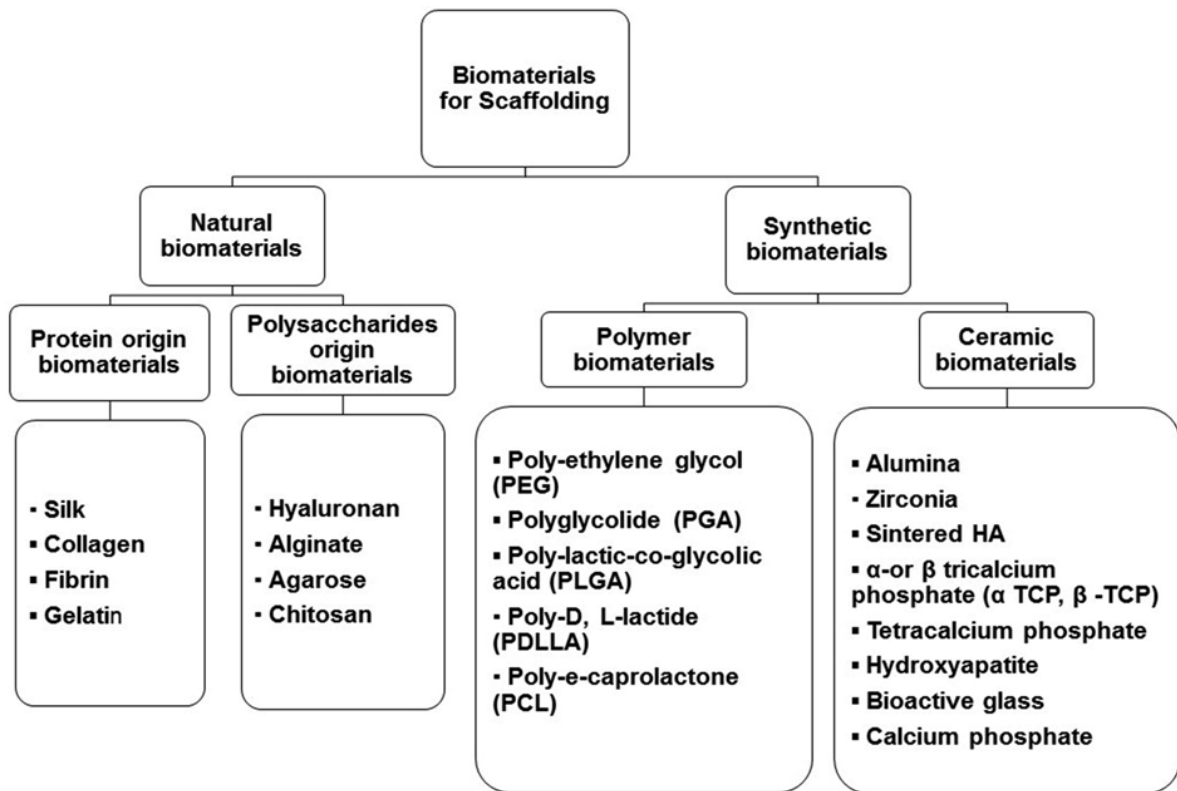 Biomaterials
for Scaffolding
Natural
biomaterials
Synthetic
biomaterials
Protein origin
biomaterials
Polysaccharides
origin
biomaterials
Polymer
biomaterials
Ceramic
biomaterials
▪ Silk
▪ Collagen
▪ Fibrin
▪ Gelatin
▪ Hyaluronan
▪ Alginate
▪ Agarose
▪ Chitosan
▪ Poly-ethylene glycol
(PEG)
▪ Polyglycolide (PGA)
▪ Poly-lactic-co-glycolic
acid (PLGA)
▪ Poly-D, L-lactide
(PDLLA)
▪ Poly-e-caprolactone
(PCL)
▪ Alumina
▪ Zirconia
▪ Sintered HA
▪ α-or β tricalcium
phosphate (α TCP, β -TCP)
▪ Tetracalcium phosphate
▪ Hydroxyapatite
▪ Bioactive glass
▪ Calcium phosphate